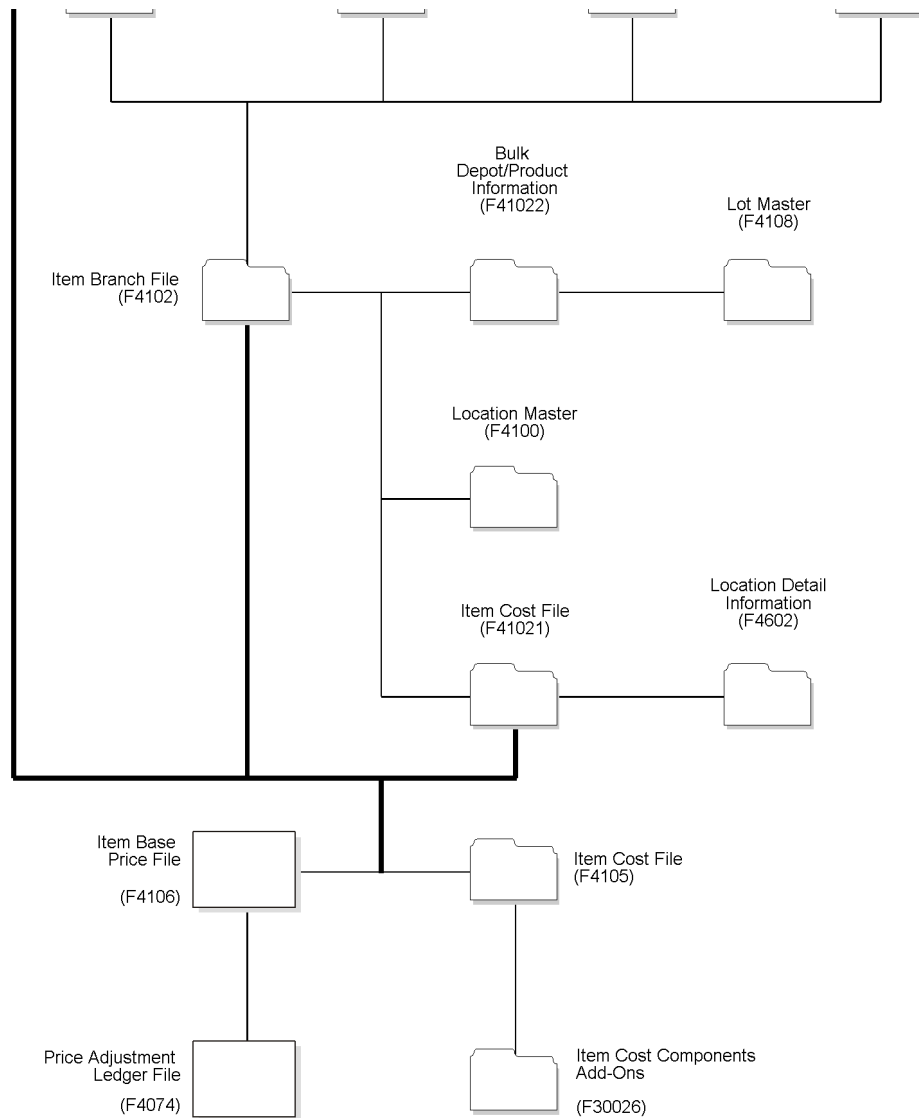 Bulk
Depot/Product
Information
(F41022)
Lot Master
(F4108)
Item Branch File
(F4102)
Location Master
(F4100)
Item Cost File
(F41021)
Location Detail
Information
(F4602)
Item Base
Price File
(F4106)
Item Cost File
(F4105)
Price Adjustment
Ledger File
(F4074)
Item Cost Components
Add-Ons
(F30026)